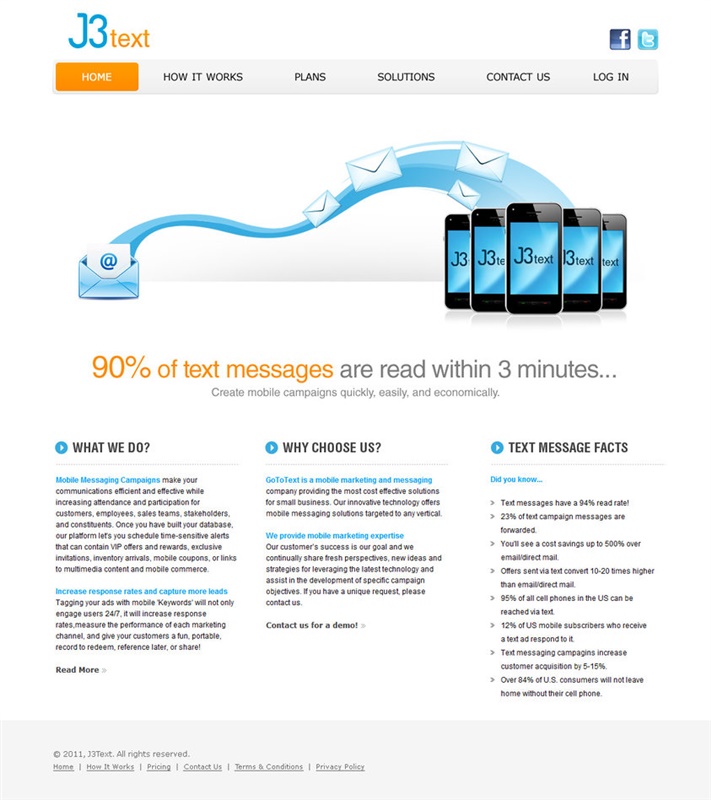 J3text
HOME HOW IT WORKS PLANS SOLUTIONS CONTACT US LOG IN
@
J3 J3text J3text text text
90% of text messages are read within 3 minutes...
Create mobile campaigns quickly, easily, and economically.
WHAT WE DO?
Mobile Messaging Campaigns make your
communications efficient and effective while
increasing attendance and participation for
customers, employees, sales teams, stakeholders,
and constituents. Once you have built your database,
our platform let's you schedule time-sensitive alerts
that can contain VIP offers and rewards, exclusive
invitations, inventory arrivals, mobile coupons, or links
to multimedia content and mobile commerce.
Increase response rates and capture more leads
Tagging your ads with mobile 'Keywords' will not only
engage users 24/7, it will increase response
rates,measure the performance of each marketing
channel, and give your customers a fun, portable,
record to redeem, reference later, or share!
Read More »
WHY CHOOSE US?
GoToText is a mobile marketing and messaging
company providing the most cost effective solutions
for small business. Our innovative technology offers
mobile messaging solutions targeted to any vertical.
We provide mobile marketing expertise
Our customer's success is our goal and we
continually share fresh perspectives, new ideas and
strategies for leveraging the latest technology and
assist in the development of specific campaign
objectives. If you have a unique request, please
contact us.
Contact us for a demo! »
TEXT MESSAGE FACTS
Did you know...
» Text messages have a 94% read rate!
» 23% of text campaign messages are
forwarded.
» You'll see a cost savings up to 500% over
email/direct mail.
» Offers sent via text convert 10-20 times higher
than email/direct mail.
» 95% of all cell phones in the US can be
reached via text.
» 12% of US mobile subscribers who receive
a text ad respond to it.
» Text messaging campagins increase
customer acquisition by 5-15%.
» Over 84% of U.S. consumers will not leave
home without their cell phone.
© 2011, J3Text. All rights reserved.
Home | How It Works | Pricing | Contact Us | Terms & Conditions | Privacy Policy